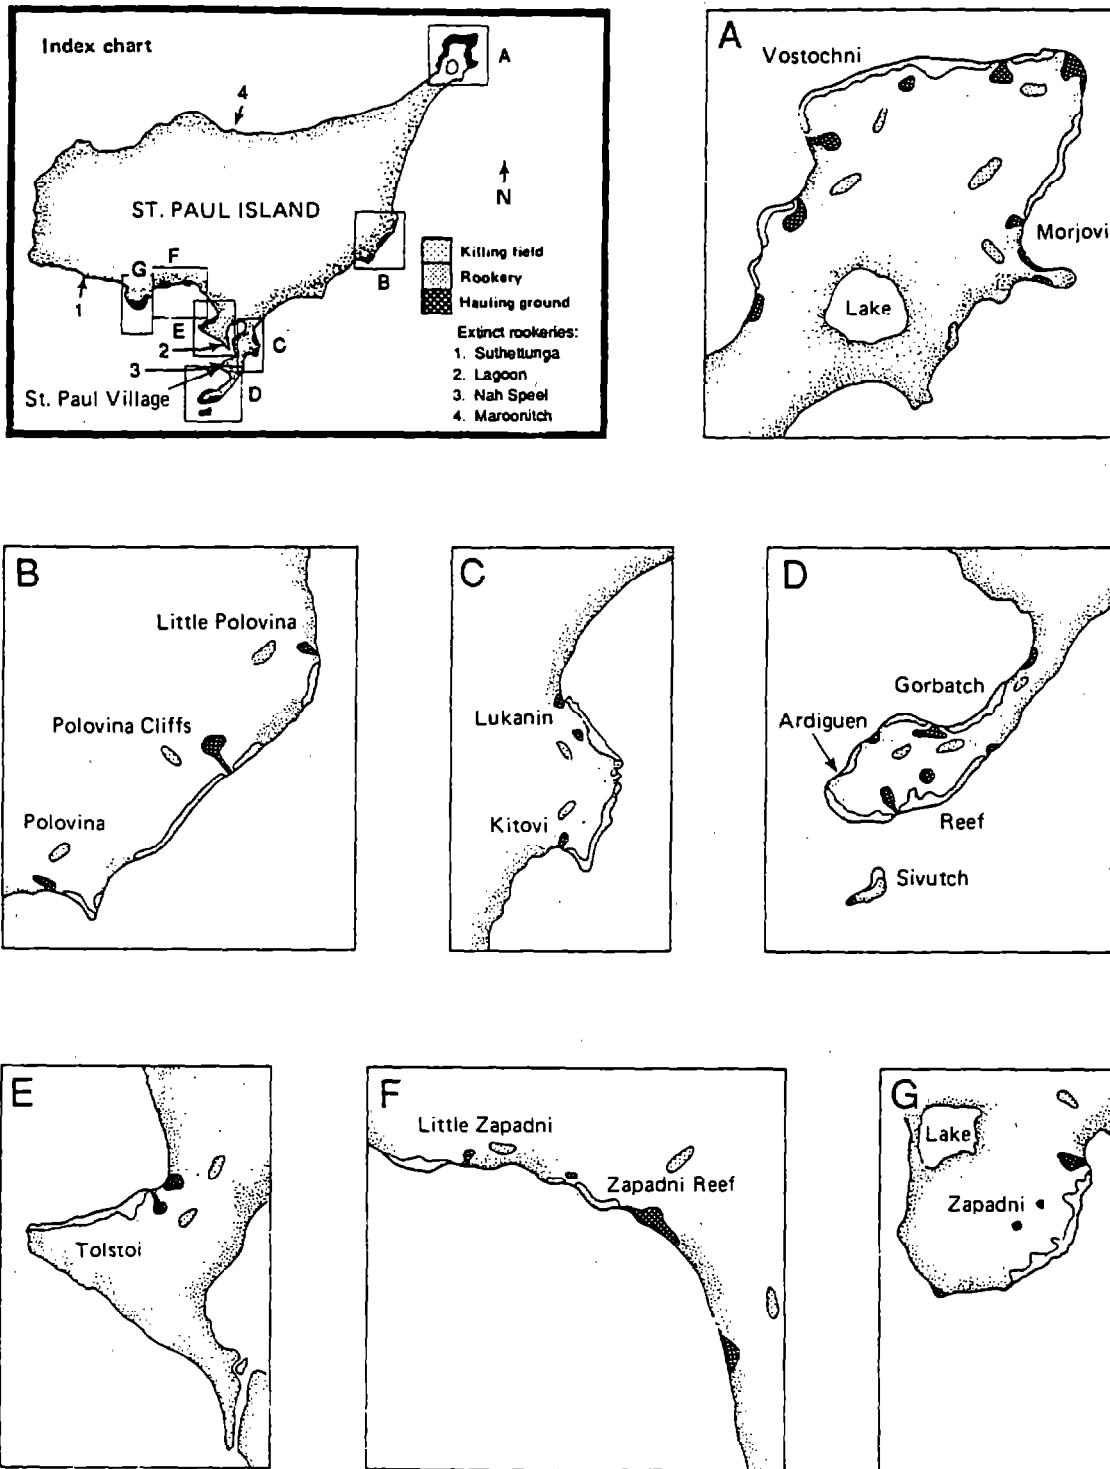 Index chart
4
A
N
ST. PAUL ISLAND
G
F
B
1
E
2
C
3
D
St. Paul Village
Killing field
Rookery
Hauling ground
Extinct rookeries:
1. Suthetunga
2. Lagoon
3. Nah Speel
4. Maroonitch
A
Vostochni
Morjovi
Lake
B
Little Polovina
Polovina Cliffs
Polovina
C
Lukanin
Kitovi
D
Gorbatch
Ardiguen
Reef
Sivutch
E
Tolstoi
F
Little Zapadni
Zapadni Reef
G
Lake
Zapadni